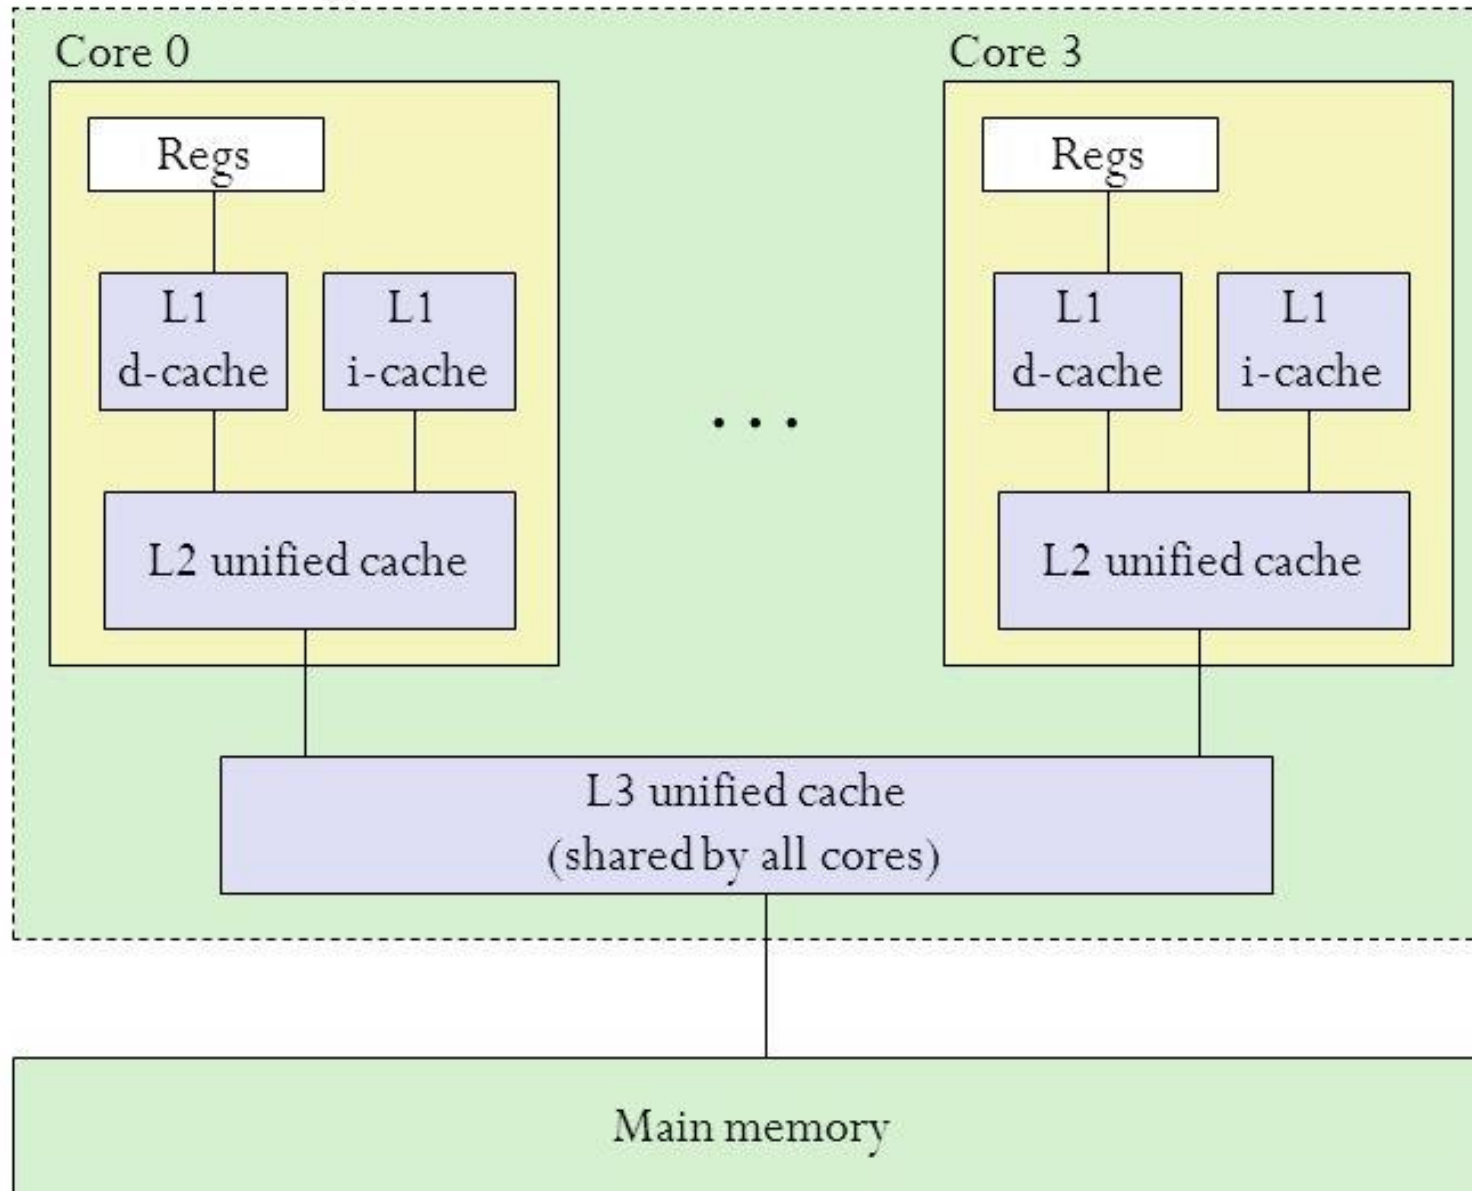 Core 0
Regs
L1
d-cache
L1
i-cache
L2 unified cache
. . .
Core 3
Regs
L1
d-cache
L1
i-cache
L2 unified cache
L3 unified cache
(shared by all cores)
Main memory